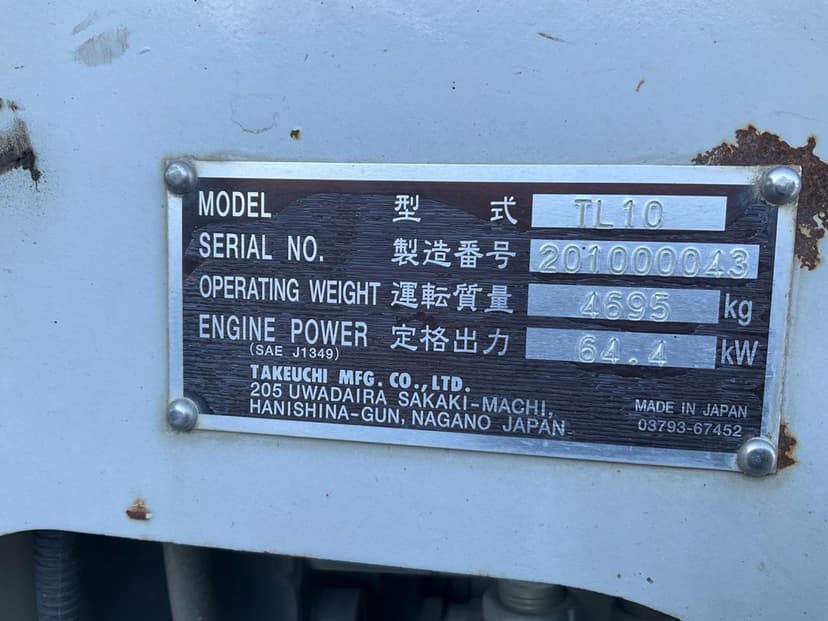 MODEL 型 式 TL10
SERIAL NO. 製造番号 201000043
OPERATING WEIGHT 運転質量 4695 kg
ENGINE POWER 定格出力 64.4 kW
(SAE J1349)
TAKEUCHI MFG. CO., LTD.
205 UWADAIRA SAKAKI-MACHI,
HANISHINA-GUN, NAGANO JAPAN
MADE IN JAPAN
03793-67452